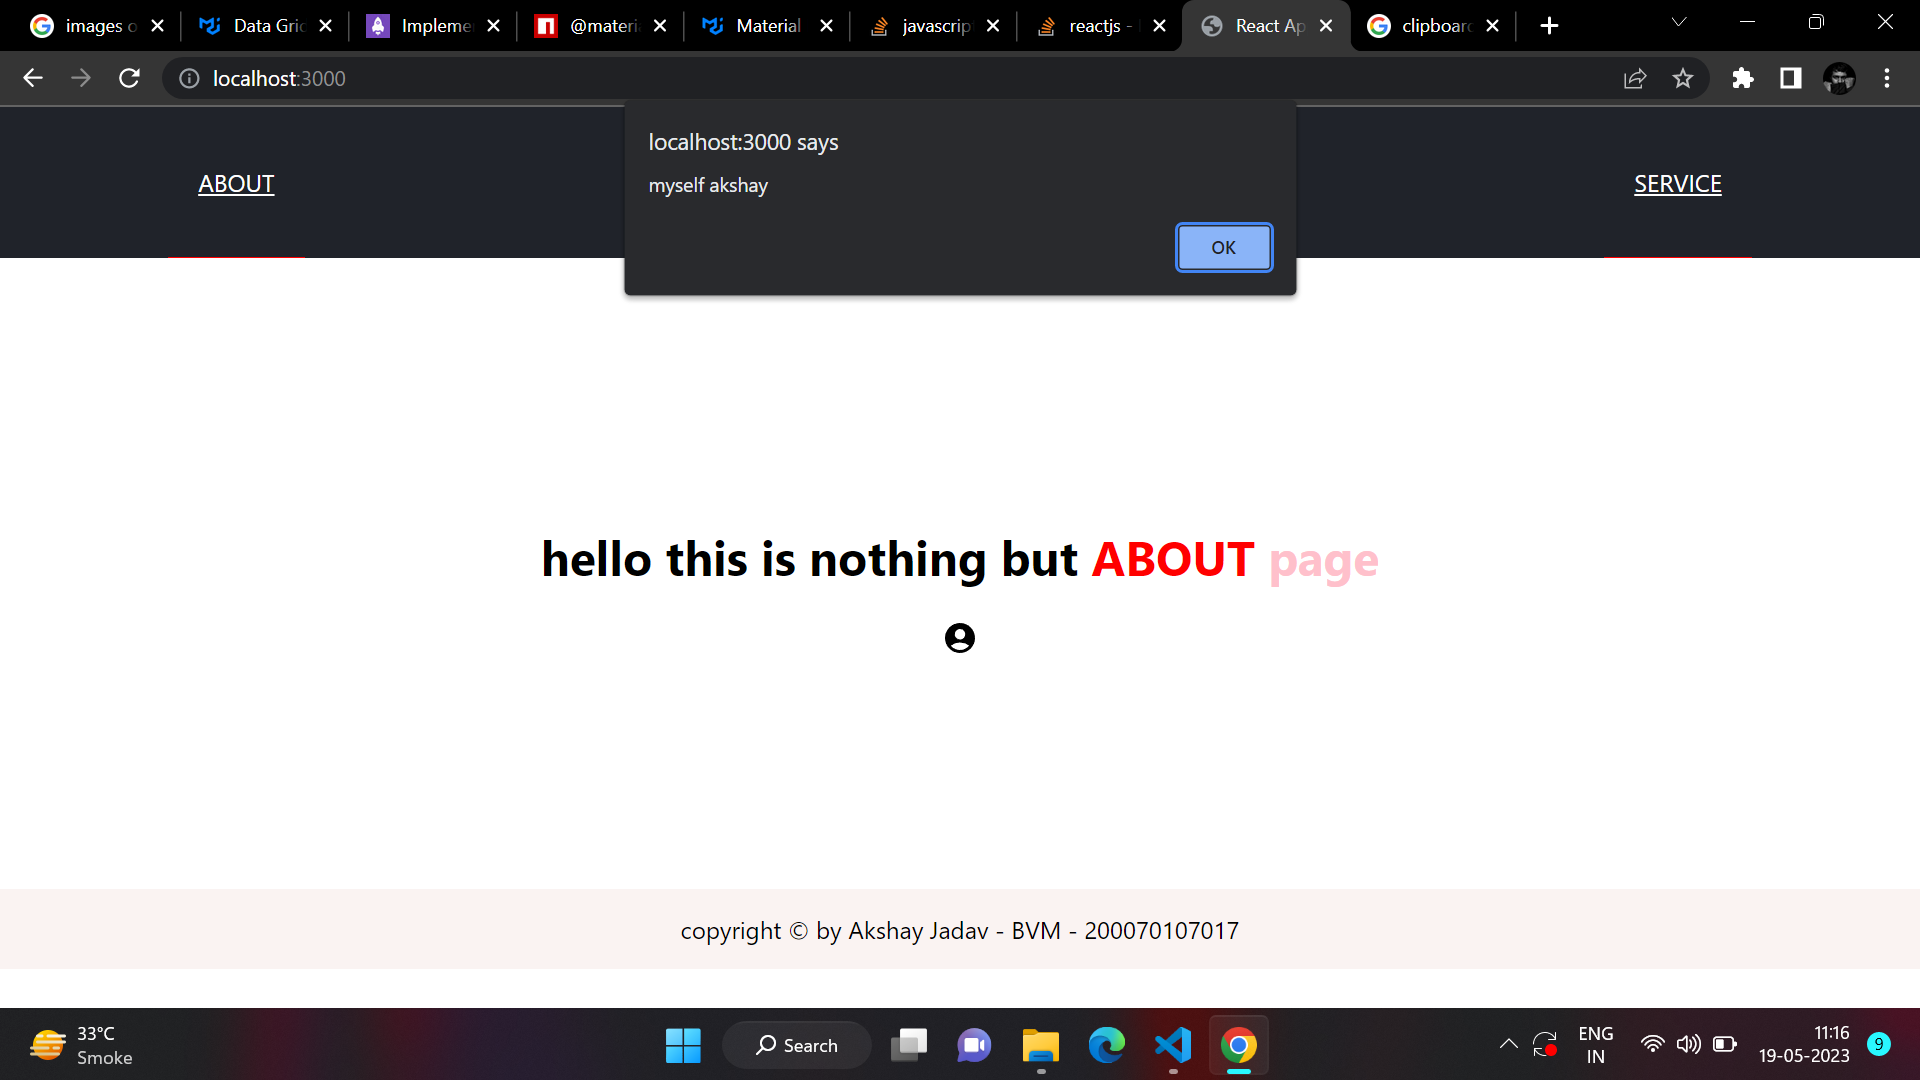 images o
Data Gri
Impleme
@materi
Material
javascrip
reactjs -
React Ap
clipboar
localhost:3000
localhost:3000 says
myself akshay
OK
ABOUT
SERVICE
hello this is nothing but ABOUT page
copyright © by Akshay Jadav - BVM - 200070107017
33°C
Smoke
Search
ENG
IN
11:16
19-05-2023
9